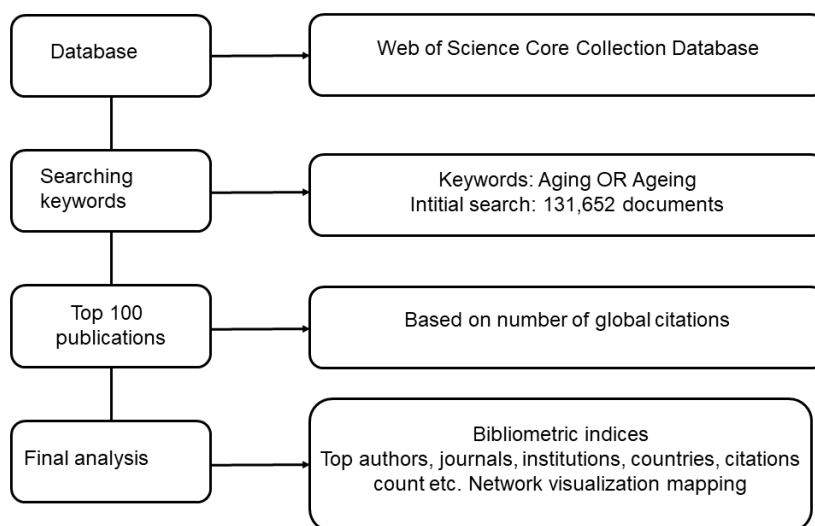 Database
Web of Science Core Collection Database
Searching
keywords
Keywords: Aging OR Ageing
Intitial search: 131,652 documents
Top 100
publications
Based on number of global citations
Final analysis
Bibliometric indices
Top authors, journals, institutions, countries, citations
count etc. Network visualization mapping